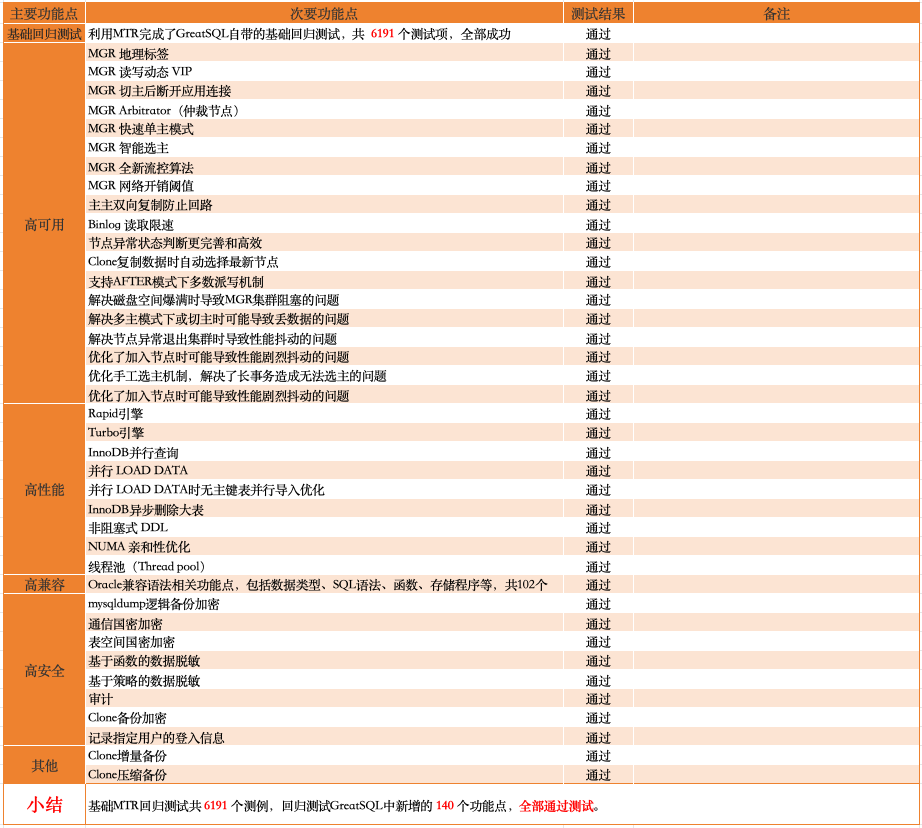 主要功能点 次要功能点 测试结果 备注
基础回归测试 利用MTR完成了GreatSQL自带的基础回归测试，共 6191 个测试项，全部成功 通过
MGR 地理标签 通过
MGR 读写动态 VIP 通过
MGR 切主后断开应用连接 通过
MGR Arbitrator（仲裁节点） 通过
MGR 快速单主模式 通过
MGR 智能选主 通过
MGR 全新流控算法 通过
MGR 网络开销阈值 通过
主主双向复制防止回路 通过
高可用 Binlog 读取限速 通过
节点异常状态判断更完善和高效 通过
Clone复制数据时自动选择最新节点 通过
支持AFTER模式下多数派写机制 通过
解决磁盘空间爆满时导致MGR集群阻塞的问题 通过
解决多主模式下或切主时可能导致丢数据的问题 通过
解决节点异常退出集群时导致性能抖动的问题 通过
优化了加入节点时可能导致性能剧烈抖动的问题 通过
优化手工选主机制，解决了长事务造成无法选主的问题 通过
优化了加入节点时可能导致性能剧烈抖动的问题 通过
Rapid引擎 通过
Turbo引擎 通过
InnoDB并行查询 通过
并行 LOAD DATA 通过
高性能 并行 LOAD DATA时无主键表并行导入优化 通过
InnoDB异步删除大表 通过
非阻塞式 DDL 通过
NUMA 亲和性优化 通过
线程池（Thread pool） 通过
高兼容 Oracle兼容语法相关功能点，包括数据类型、SQL语法、函数、存储程序等，共102个 通过
mysqldump逻辑备份加密 通过
通信国密加密 通过
表空间国密加密 通过
基于函数的数据脱敏 通过
高安全 基于策略的数据脱敏 通过
审计 通过
Clone备份加密 通过
记录指定用户的登入信息 通过
其他 Clone增量备份 通过
Clone压缩备份 通过
小结 基础MTR回归测试共 6191 个测例，回归测试GreatSQL中新增的 140 个功能点，全部通过测试。